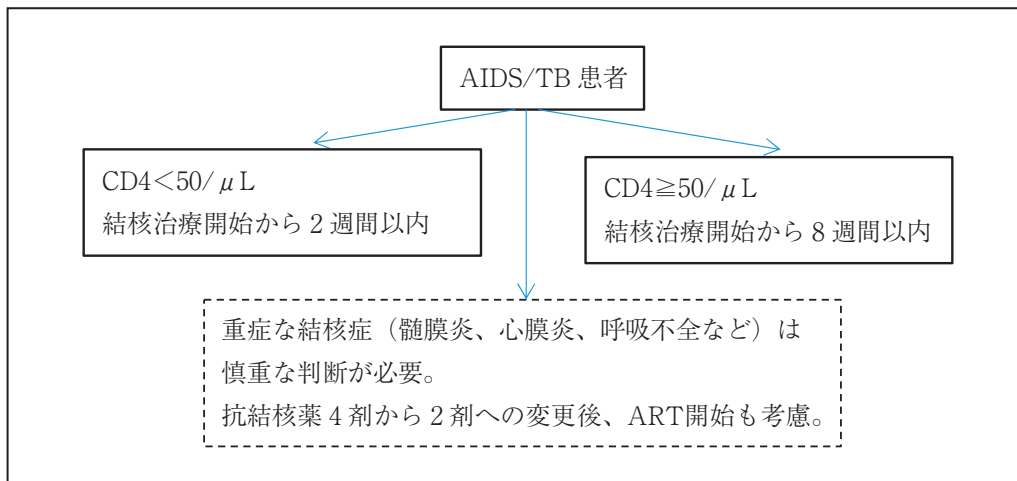 AIDS/TB 患者
CD4<50/μL
結核治療開始から2週間以内
CD4≧50/μL
結核治療開始から8週間以内
重症な結核症（髄膜炎、心膜炎、呼吸不全など）は
慎重な判断が必要。
抗結核薬4剤から2剤への変更後、ART開始も考慮。